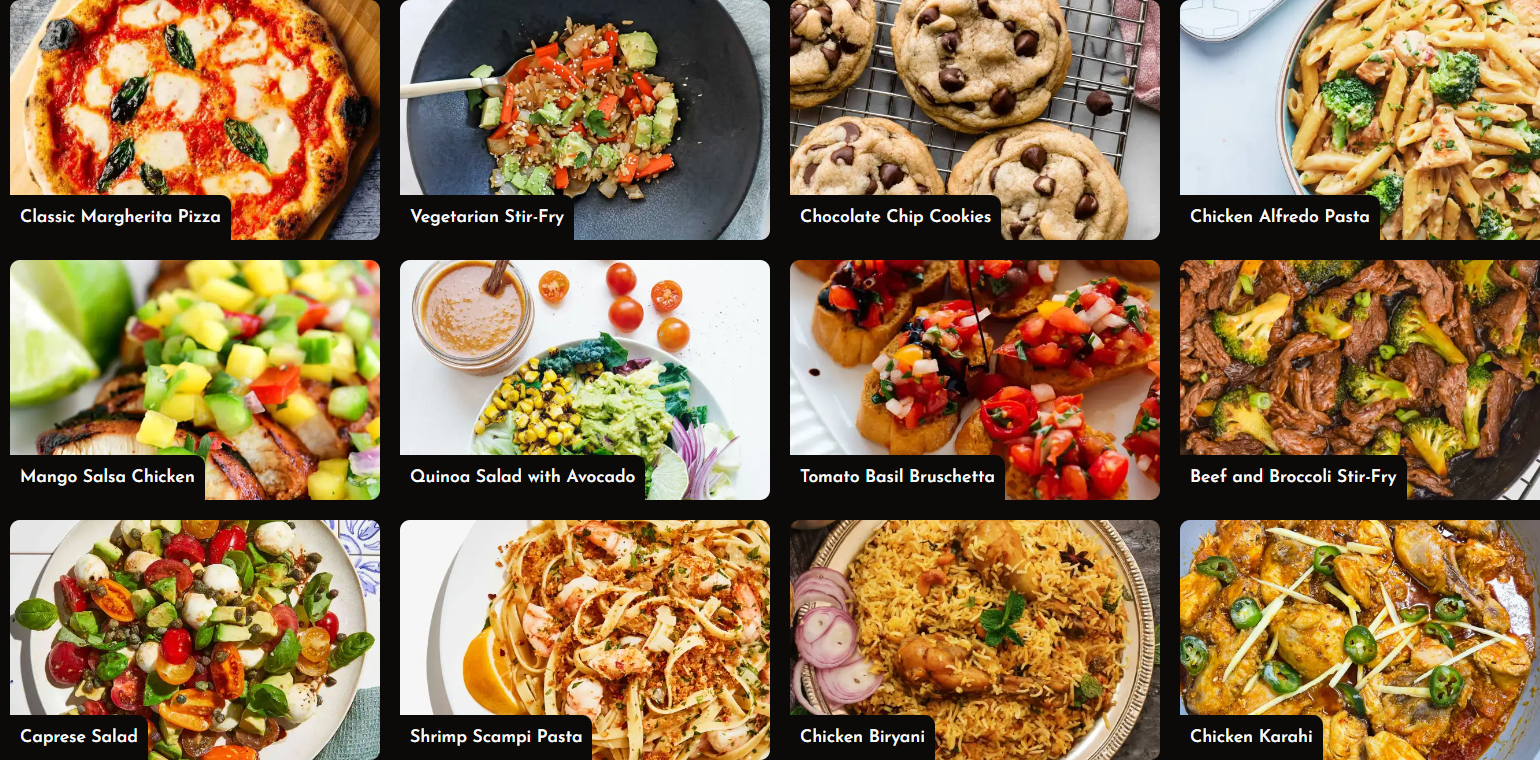 Classic Margherita Pizza
Vegetarian Stir-Fry
Chocolate Chip Cookies
Chicken Alfredo Pasta
Mango Salsa Chicken
Quinoa Salad with Avocado
Tomato Basil Bruschetta
Beef and Broccoli Stir-Fry
Caprese Salad
Shrimp Scampi Pasta
Chicken Biryani
Chicken Karahi